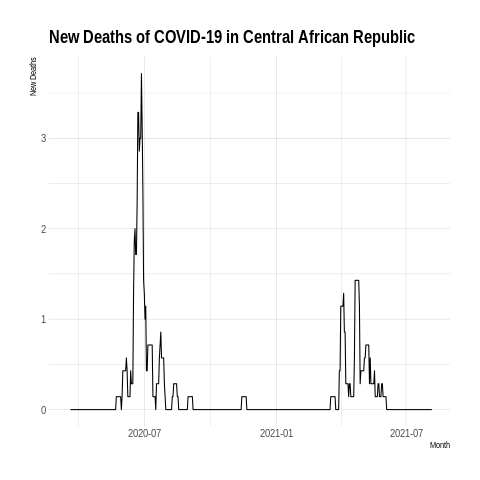 New Deaths of COVID-19 in Central African Republic
New Deaths
3
2
1
0
2020-07 2021-01 2021-07
Month